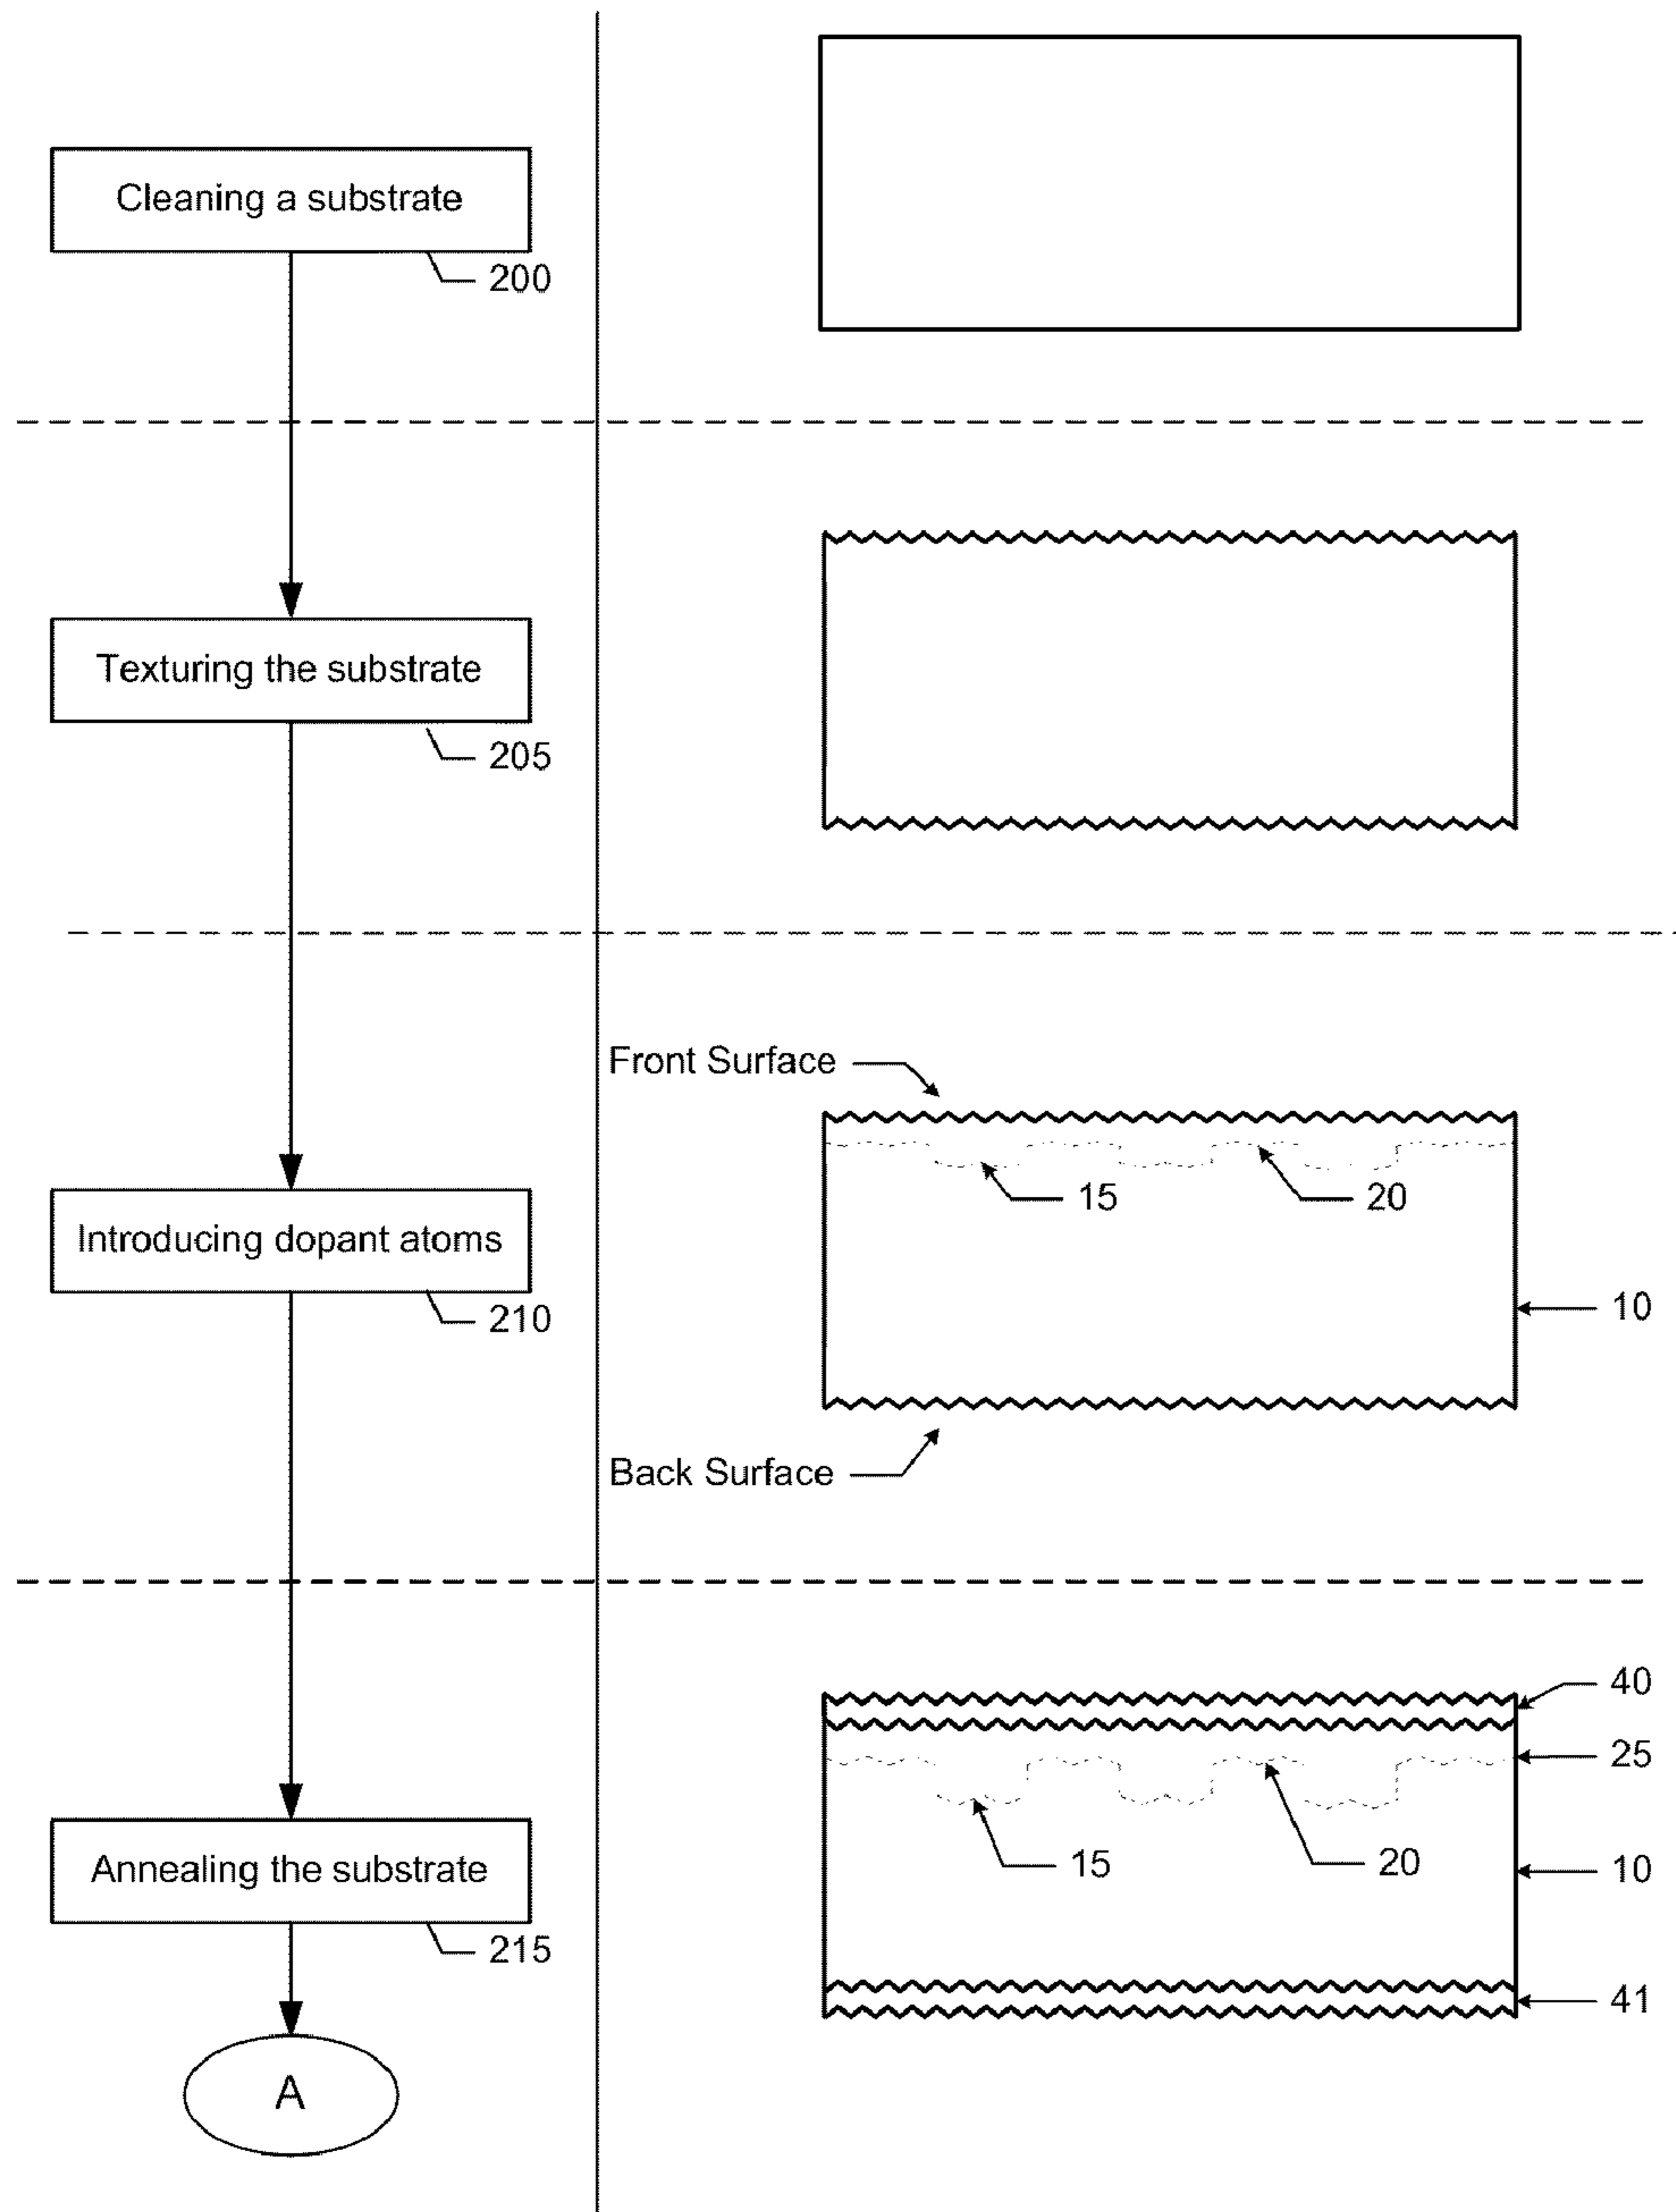 Cleaning a substrate
200
Texturing the substrate
205
Front Surface
15
20
Introducing dopant atoms
10
210
Back Surface
40
25
15
20
Annealing the substrate
10
215
41
A